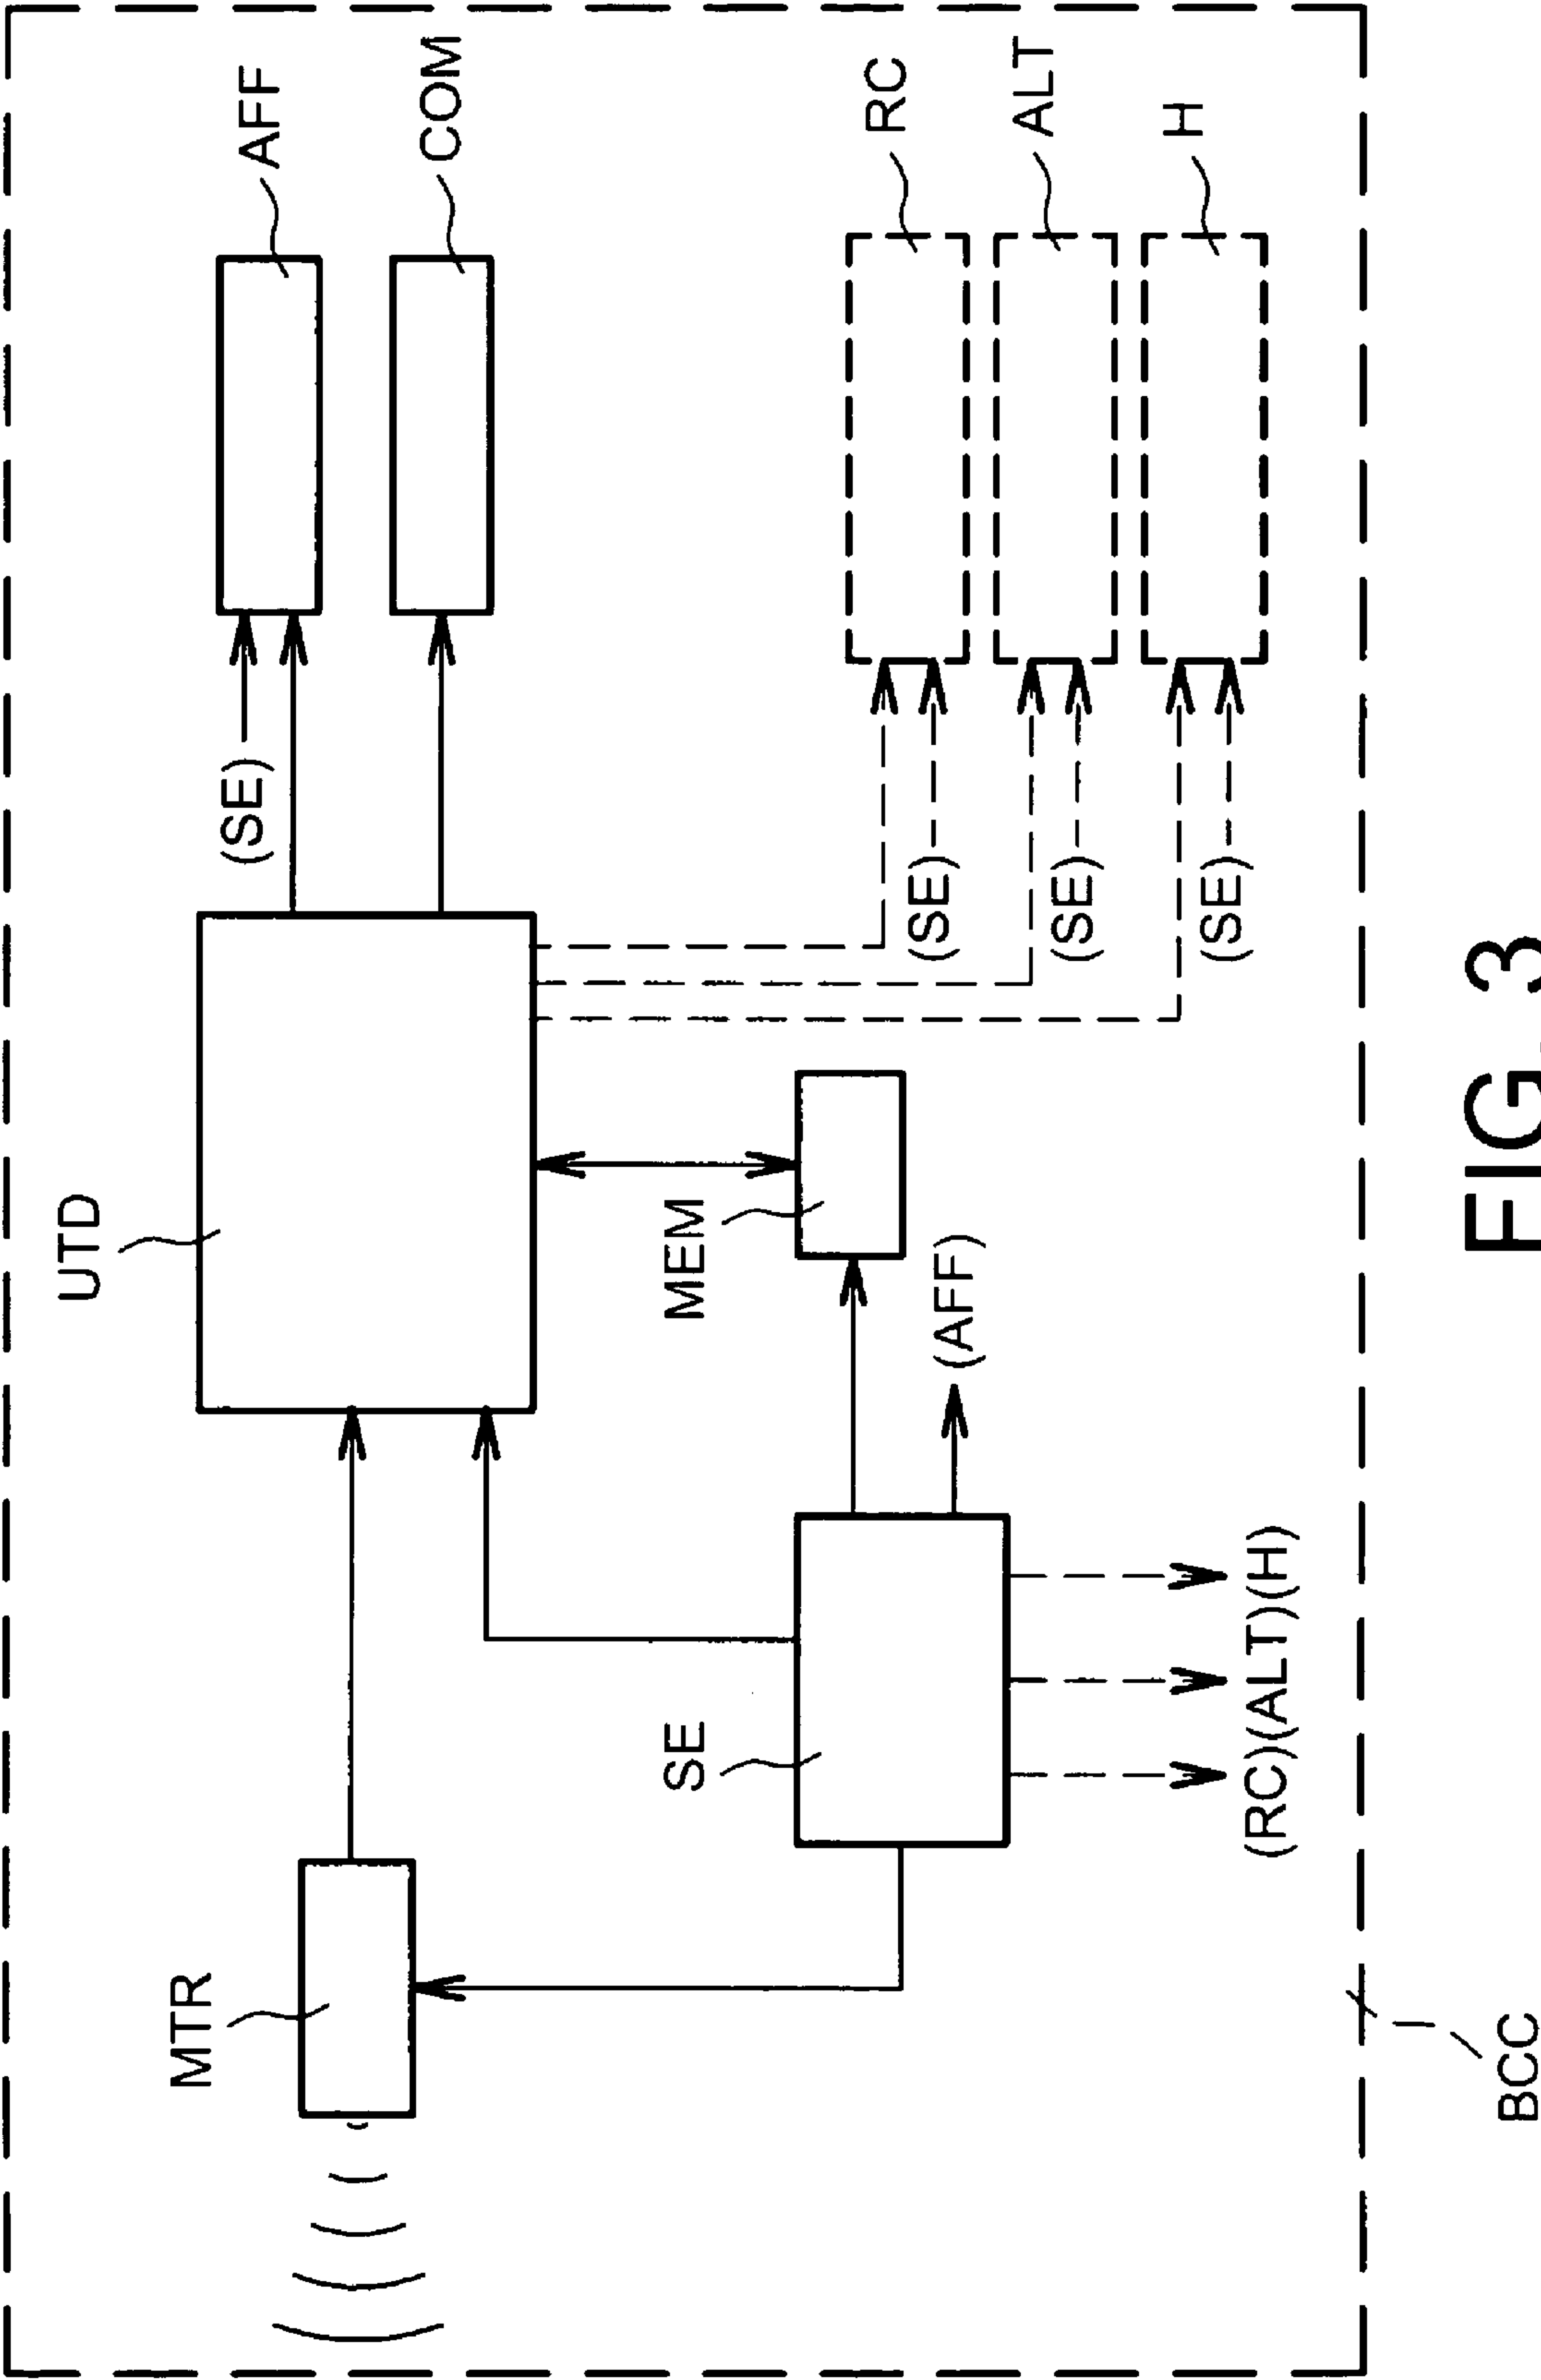 UTD
AFF
COM
MTR
(SE)
MEM
SE
(AFF)
RC
(SE)
ALT
(SE)
H
(SE)
(RC)(ALT)(H)
BCC
FIG. 3